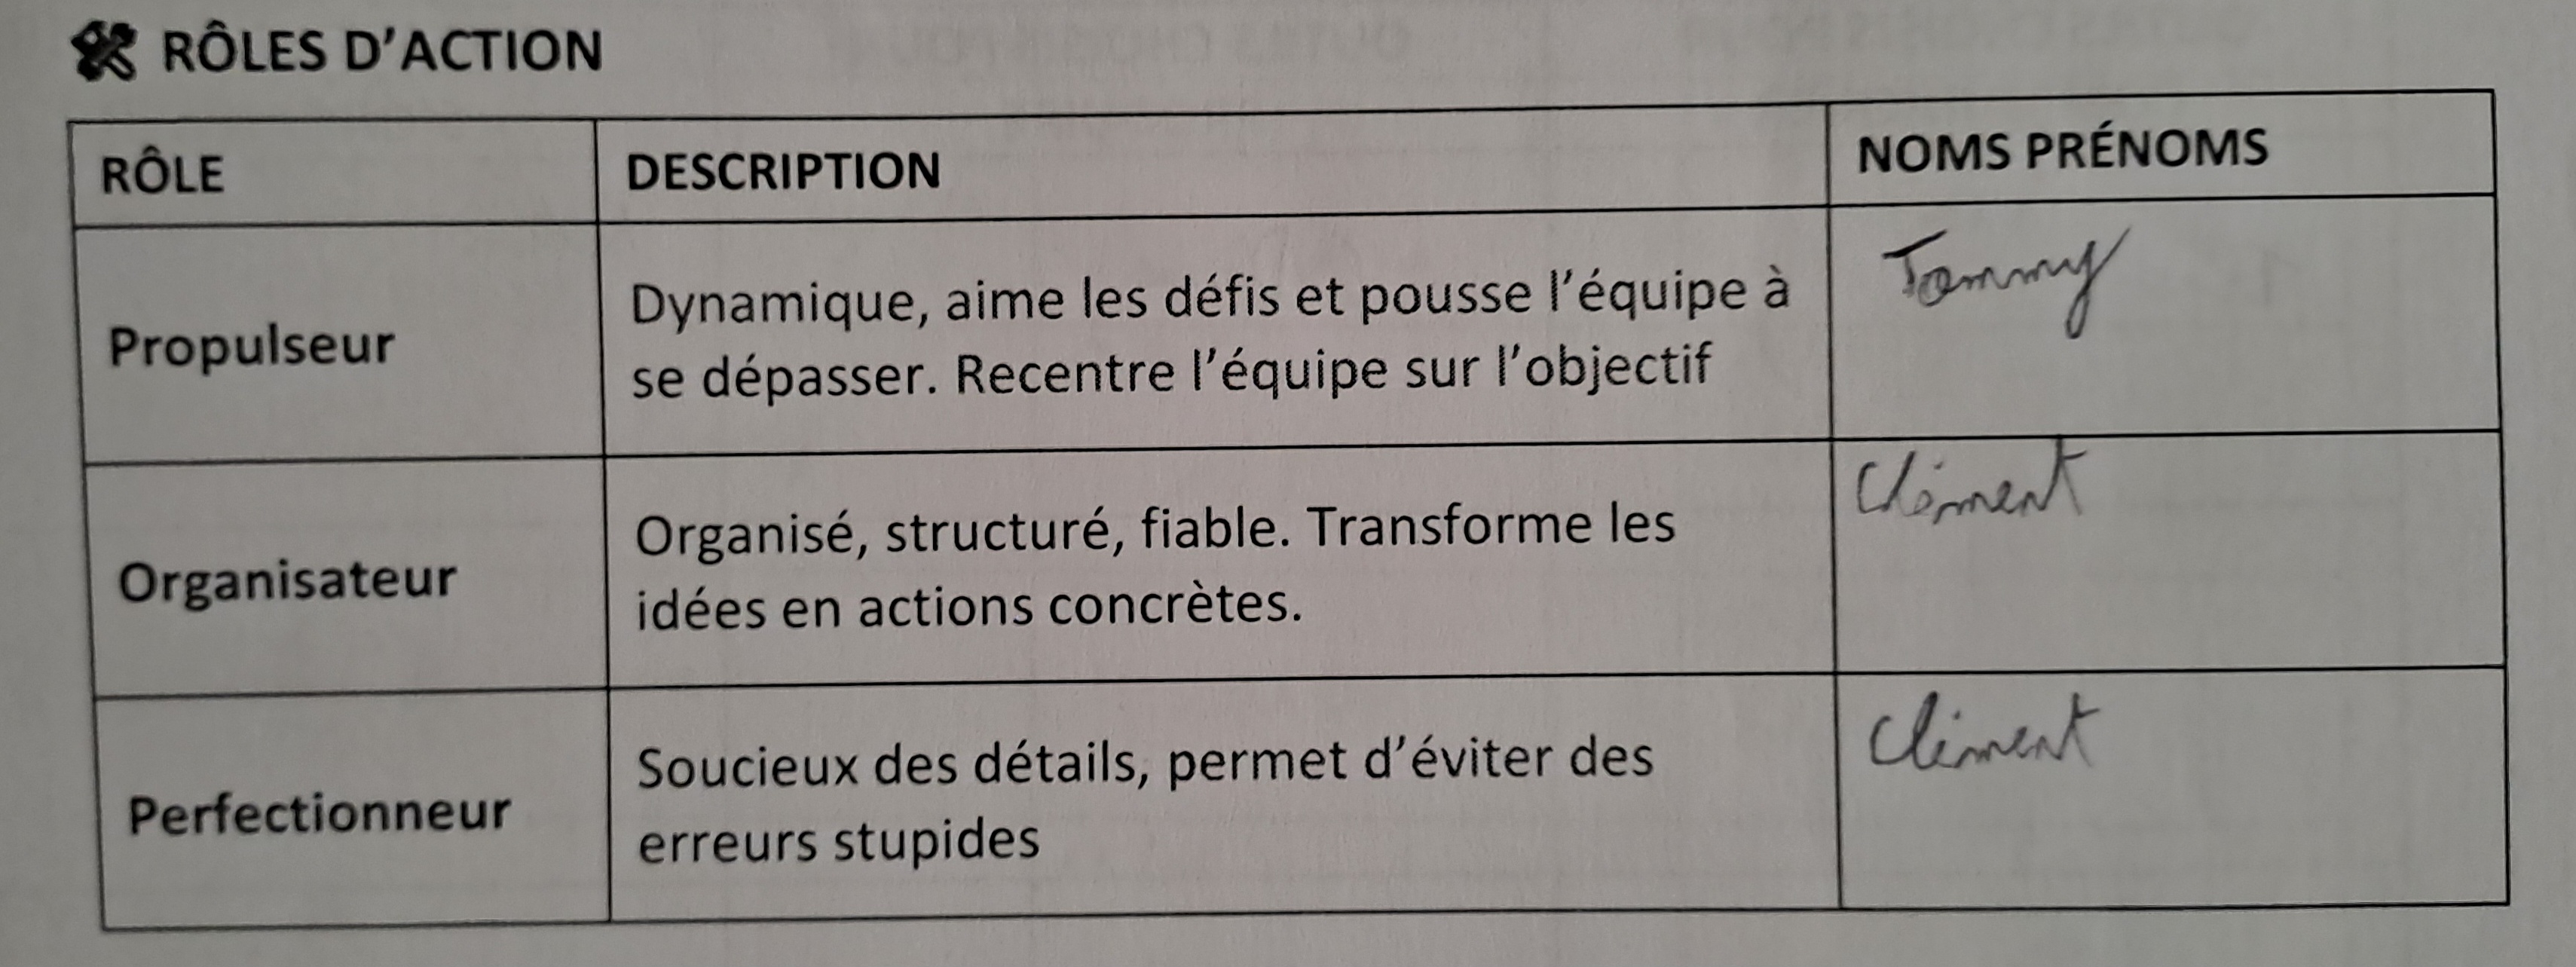 RÔLES D'ACTION
RÔLE DESCRIPTION NOMS PRÉNOMS
Propulseur
Dynamique, aime les défis et pousse l'équipe à
se dépasser. Recentre l'équipe sur l'objectif
Tommy
Organisateur
Organisé, structuré, fiable. Transforme les
idées en actions concrètes.
Clément
Perfectionneur
Soucieux des détails, permet d'éviter des
erreurs stupides
Clément